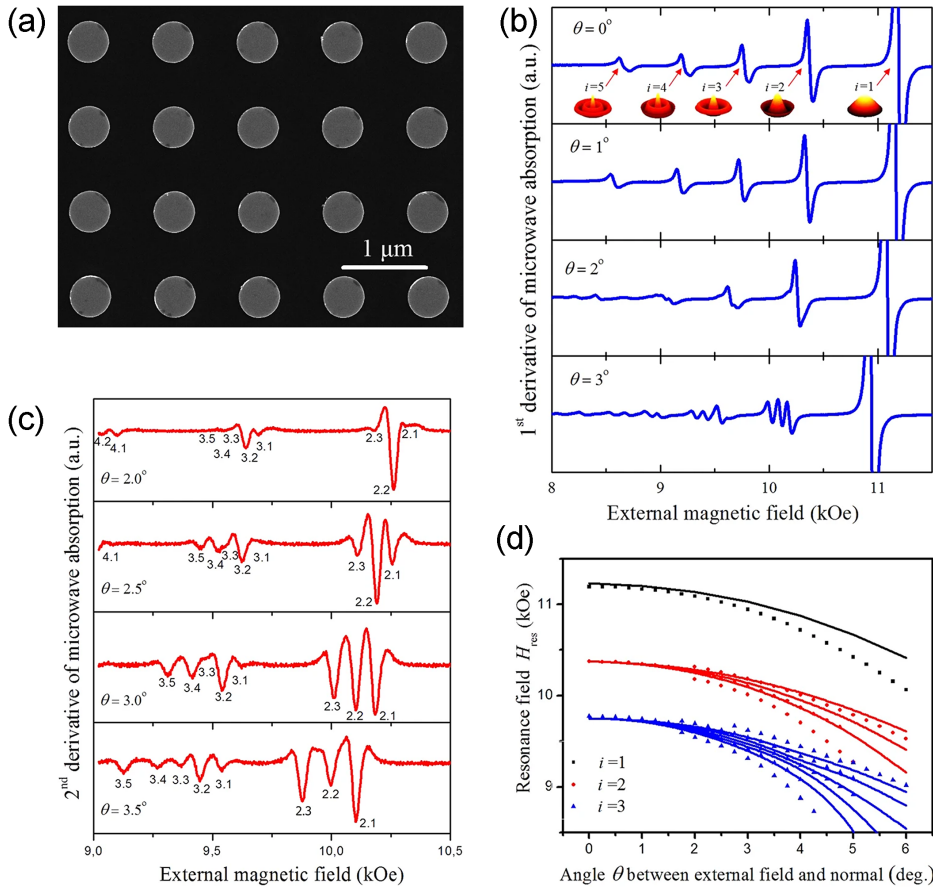 (a)
1 μm
(b)
1st derivative of microwave absorption (a.u.)
θ = 0°
i=5 i=4 i=3 i=2 i=1
θ = 1°
θ = 2°
θ = 3°
8 9 10 11
External magnetic field (kOe)
(c)
2nd derivative of microwave absorption (a.u.)
4.2 4.1 3.5 3.4 3.3 3.2 3.1 2.3 2.2 2.1
θ = 2.0°
4.1 3.5 3.4 3.3 3.2 3.1 2.3 2.2 2.1
θ = 2.5°
3.5 3.4 3.3 3.2 3.1 2.3 2.2 2.1
θ = 3.0°
3.5 3.4 3.3 3.2 3.1 2.3 2.2 2.1
θ = 3.5°
9,0 9,5 10,0 10,5
External magnetic field (kOe)
(d)
Resonance field Hres (kOe)
11
10
9
i=1
i=2
i=3
0 1 2 3 4 5 6
Angle θ between external field and normal (deg.)